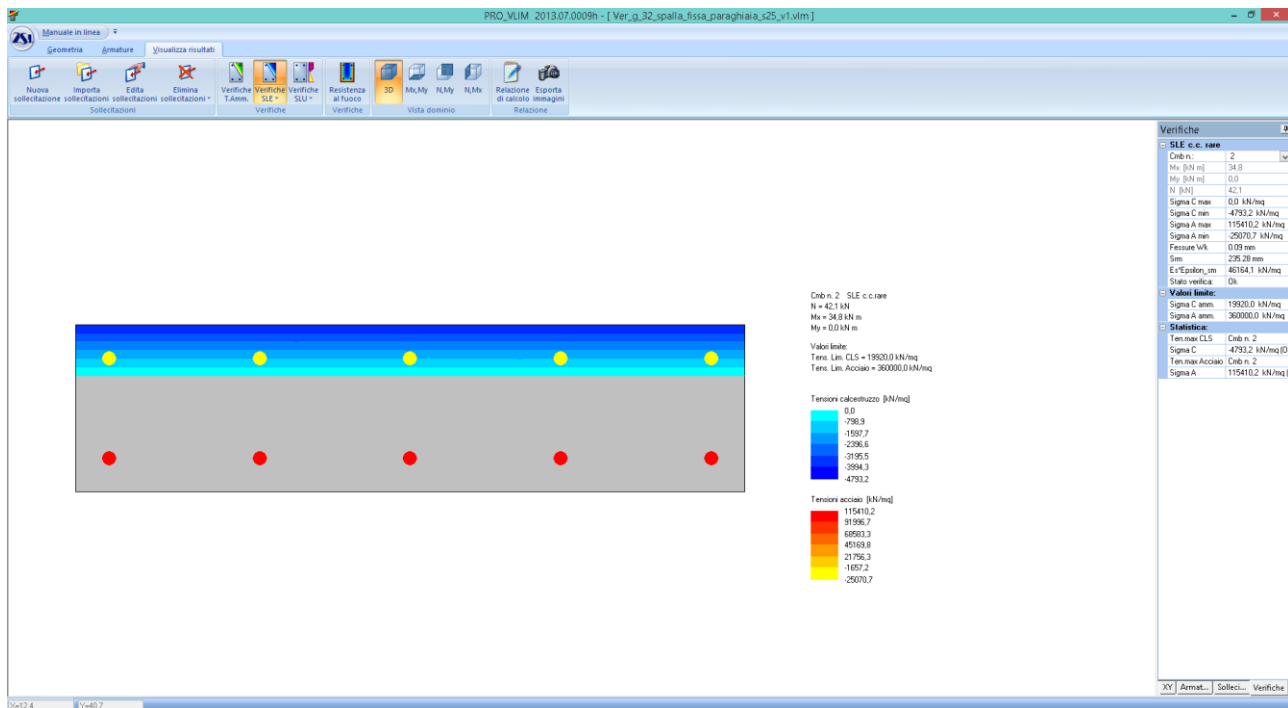 PRO_VLIM 2013.07.0009h - [ Ver_g_32_spalla_fissa_paraghiaia_s25_v1.vlm ]
2SI
Manuale in linea
Geometria Armature Visualizza risultati
Nuova sollecitazione
Importa sollecitazioni
Edita sollecitazioni
Elimina sollecitazioni
Sollecitazioni
Verifiche T.Amm.
Verifiche SLE
Verifiche SLU
Verifiche
Resistenza al fuoco
Verifiche
3D
Mx,My
N,My
N,Mx
Vista dominio
Relazione di calcolo
Esporta immagini
Relazione
Cmb n. 2 SLE c.c.rare
N = 42,1 kN
Mx = 34,8 kN m
My = 0,0 kN m
Valori limite:
Tens. Lim. CLS = 19920,0 kN/mq
Tens. Lim. Acciaio = 360000,0 kN/mq
Tensioni calcestruzzo [kN/mq]
0,0
-798,9
-1597,7
-2396,6
-3195,5
-3994,3
-4793,2
Tensioni acciaio [kN/mq]
115410,2
91996,7
68583,3
45169,8
21756,3
-1657,2
-25070,7
Verifiche
SLE c.c. rare
Cmb n.: 2
Mx [kN m] 34,8
My [kN m] 0,0
N [kN] 42,1
Sigma C max 0,0 kN/mq
Sigma C min -4793,2 kN/mq
Sigma A max 115410,2 kN/mq
Sigma A min -25070,7 kN/mq
Fessure Wk 0.09 mm
Srm 235.28 mm
Es*Epsilon_sm 46164,1 kN/mq
Stato verifica: Ok
Valori limite:
Sigma C amm. 19920,0 kN/mq
Sigma A amm. 360000,0 kN/mq
Statistica:
Ten.max CLS Cmb n. 2
Sigma C -4793,2 kN/mq (O
Ten.max Acciaio Cmb n. 2
Sigma A 115410,2 kN/mq (
XY Armat... Solleci... Verifiche
X=12.4 Y=40.7